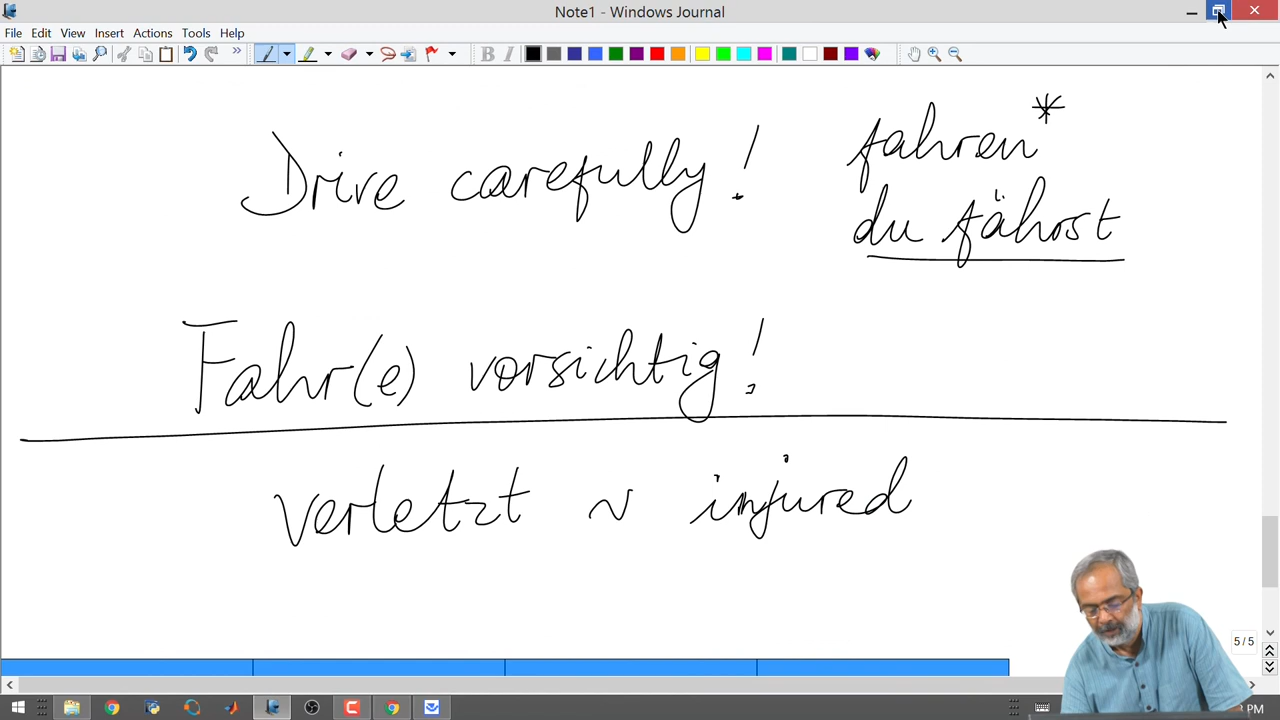 Note1 - Windows Journal
File Edit View Insert Actions Tools Help
B I
Drive carefully!
fahren*
du fährst
Fahr(e) vorsichtig!
verletzt ~ injured
5/5
PM